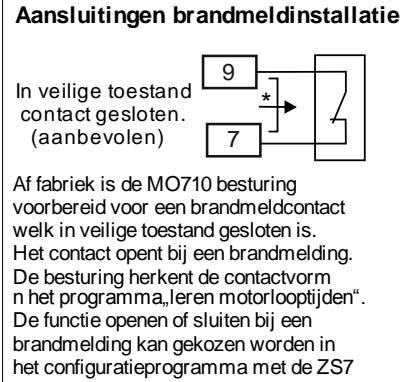 Aansluitingen brandmeldinstallatie
In veilige toestand
contact gesloten.
(aanbevolen)
9
*
7
Af fabriek is de MO710 besturing
voorbereid voor een brandmeldcontact
welk in veilige toestand gesloten is.
Het contact opent bij een brandmelding.
De besturing herkent de contactvorm
n het programma„leren motorlooptijden“.
De functie openen of sluiten bij een
brandmelding kan gekozen worden in
het configuratieprogramma met de ZS7